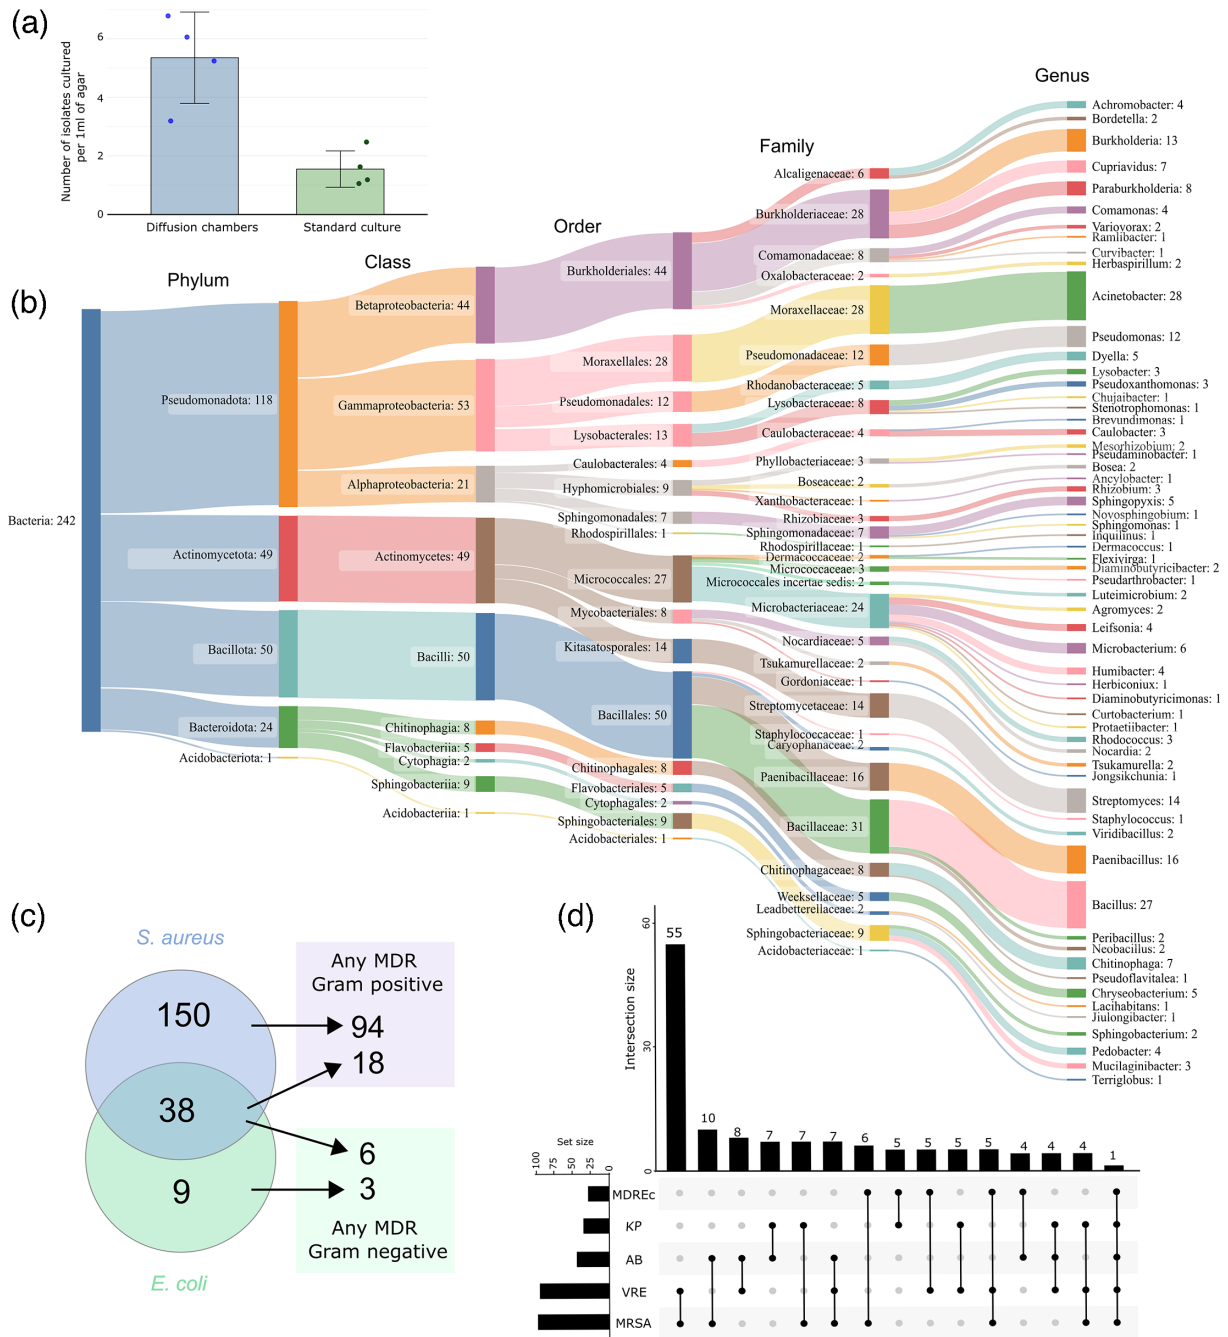 (a)
Number of isolates cultured
per 1ml of agar
6
4
2
0
Diffusion chambers
Standard culture
(b)
Phylum
Class
Order
Family
Genus
Bacteria: 242
Pseudomonadota: 118
Actinomycetota: 49
Bacillota: 50
Bacteroidota: 24
Acidobacteriota: 1
Betaproteobacteria: 44
Gammaproteobacteria: 53
Alphaproteobacteria: 21
Actinomycetes: 49
Bacilli: 50
Chitinophagia: 8
Flavobacteriia: 5
Cytophagia: 2
Sphingobacteriia: 9
Acidobacteriia: 1
Burkholderiales: 44
Moraxellales: 28
Pseudomonadales: 12
Lysobacterales: 13
Caulobacterales: 4
Hyphomicrobiales: 9
Sphingomonadales: 7
Rhodospirillales: 1
Micrococcales: 27
Mycobacteriales: 8
Kitasatosporales: 14
Bacillales: 50
Chitinophagales: 8
Flavobacteriales: 5
Cytophagales: 2
Sphingobacteriales: 9
Acidobacteriales: 1
Alcaligenaceae: 6
Burkholderiaceae: 28
Comamonadaceae: 8
Oxalobacteraceae: 2
Moraxellaceae: 28
Pseudomonadaceae: 12
Rhodanobacteraceae: 5
Lysobacteraceae: 8
Caulobacteraceae: 4
Phyllobacteriaceae: 3
Boseaceae: 2
Xanthobacteraceae: 1
Rhizobiaceae: 3
Sphingomonadaceae: 7
Rhodospirillaceae: 1
Dermacoccaceae: 2
Micrococcaceae: 3
Micrococcales incertae sedis: 2
Microbacteriaceae: 24
Nocardiaceae: 5
Tsukamurellaceae: 2
Gordoniaceae: 1
Streptomycetaceae: 14
Staphylococcaceae: 1
Caryophanaceae: 2
Paenibacillaceae: 16
Bacillaceae: 31
Chitinophagaceae: 8
Weeksellaceae: 5
Leadbetterellaceae: 2
Sphingobacteriaceae: 9
Acidobacteriaceae: 1
Achromobacter: 4
Bordetella: 2
Burkholderia: 13
Cupriavidus: 7
Paraburkholderia: 8
Comamonas: 4
Variovorax: 2
Ramlibacter: 1
Curvibacter: 1
Herbaspirillum: 2
Acinetobacter: 28
Pseudomonas: 12
Dyella: 5
Lysobacter: 3
Pseudoxanthomonas: 3
Chujaibacter: 1
Stenotrophomonas: 1
Brevundimonas: 1
Caulobacter: 3
Mesorhizobium: 2
Pseudaminobacter: 1
Bosea: 2
Ancylobacter: 1
Rhizobium: 3
Sphingopyxis: 5
Novosphingobium: 1
Sphingomonas: 1
Inquilinus: 1
Dermacoccus: 1
Flexivirga: 1
Diaminobutyricibacter: 2
Pseudarthrobacter: 1
Luteimicrobium: 2
Agromyces: 2
Leifsonia: 4
Microbacterium: 6
Humibacter: 4
Herbiconiux: 1
Diaminobutyricimonas: 1
Curtobacterium: 1
Protaetiibacter: 1
Rhodococcus: 3
Nocardia: 2
Tsukamurella: 2
Jongsikchunia: 1
Streptomyces: 14
Staphylococcus: 1
Viridibacillus: 2
Paenibacillus: 16
Bacillus: 27
Peribacillus: 2
Neobacillus: 2
Chitinophaga: 7
Pseudoflavitalea: 1
Chryseobacterium: 5
Lacihabitans: 1
Jiulongibacter: 1
Sphingobacterium: 2
Pedobacter: 4
Mucilaginibacter: 3
Terriglobus: 1
(c)
S. aureus
150
38
9
E. coli
Any MDR
Gram positive
94
18
6
3
Any MDR
Gram negative
(d)
Intersection size
60
30
0
55
10
8
7
7
7
6
5
5
5
5
4
4
4
1
Set size
100
75
50
25
0
MDREc
KP
AB
VRE
MRSA